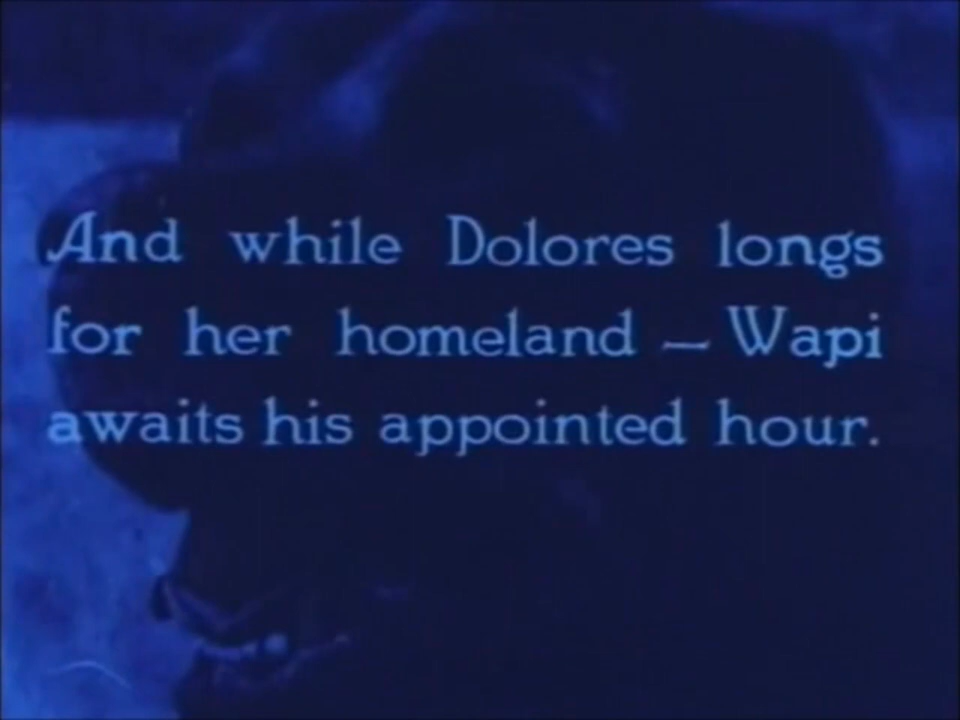 And while Dolores longs
for her homeland — Wapi
awaits his appointed hour.